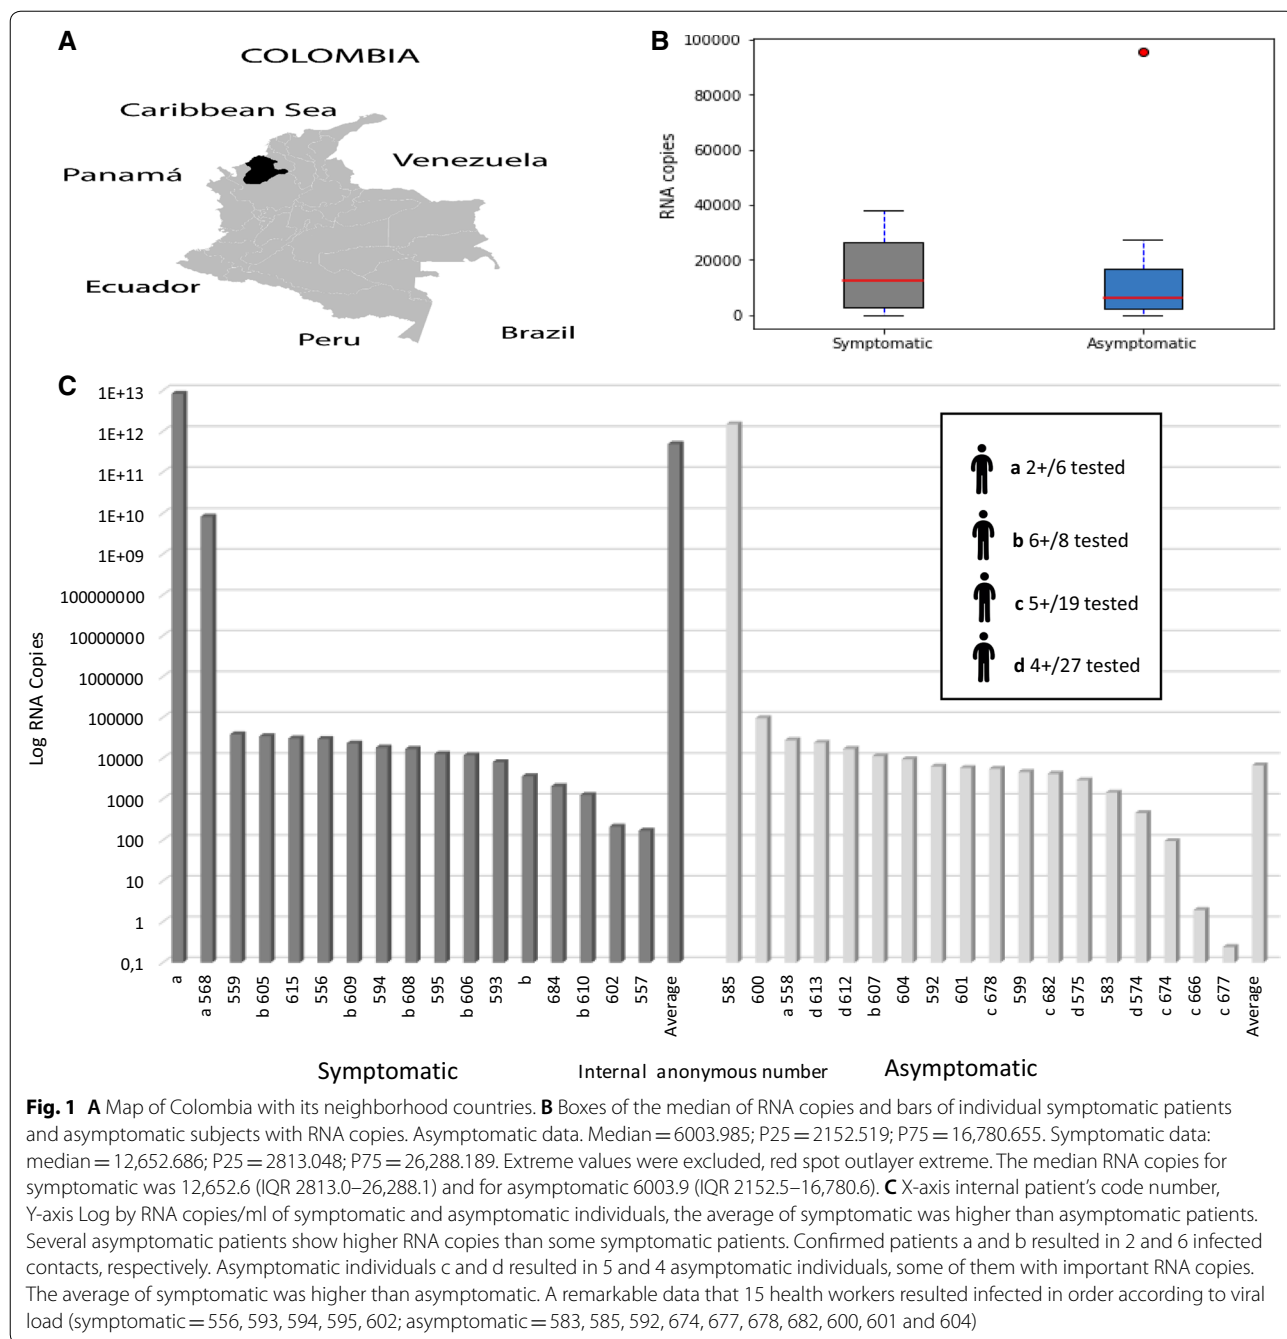 A
COLOMBIA
Caribbean Sea
Venezuela
Panamá
Ecuador
Peru
Brazil
B
100000
80000
60000
40000
20000
0
RNA copies
Symptomatic
Asymptomatic
C
1E+13
1E+12
1E+11
1E+10
1E+09
100000000
10000000
1000000
100000
10000
1000
100
10
1
0,1
Log RNA Copies
a 2+/6 tested
b 6+/8 tested
c 5+/19 tested
d 4+/27 tested
a
a 568
559
b 605
615
556
b 609
594
b 608
595
b 606
593
b
684
b 610
602
557
Average
585
600
a 558
d 613
d 612
b 607
604
592
601
c 678
599
c 682
d 575
583
d 574
c 674
c 666
c 677
Average
Symptomatic
Internal anonymous number
Asymptomatic
Fig. 1 A Map of Colombia with its neighborhood countries. B Boxes of the median of RNA copies and bars of individual symptomatic patients
and asymptomatic subjects with RNA copies. Asymptomatic data. Median = 6003.985; P25 = 2152.519; P75 = 16,780.655. Symptomatic data:
median = 12,652.686; P25 = 2813.048; P75 = 26,288.189. Extreme values were excluded, red spot outlayer extreme. The median RNA copies for
symptomatic was 12,652.6 (IQR 2813.0–26,288.1) and for asymptomatic 6003.9 (IQR 2152.5–16,780.6). C X-axis internal patient's code number,
Y-axis Log by RNA copies/ml of symptomatic and asymptomatic individuals, the average of symptomatic was higher than asymptomatic patients.
Several asymptomatic patients show higher RNA copies than some symptomatic patients. Confirmed patients a and b resulted in 2 and 6 infected
contacts, respectively. Asymptomatic individuals c and d resulted in 5 and 4 asymptomatic individuals, some of them with important RNA copies.
The average of symptomatic was higher than asymptomatic. A remarkable data that 15 health workers resulted infected in order according to viral
load (symptomatic = 556, 593, 594, 595, 602; asymptomatic = 583, 585, 592, 674, 677, 678, 682, 600, 601 and 604)